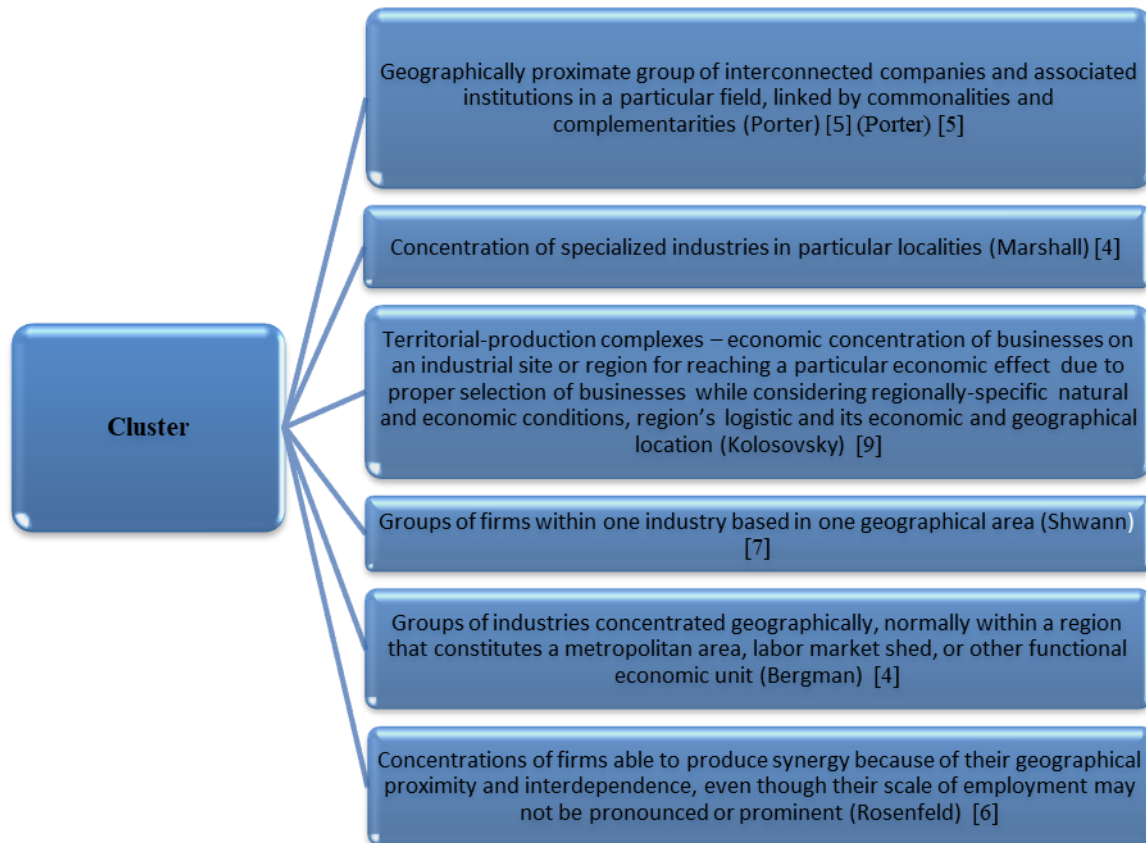 Geographically proximate group of interconnected companies and associated
institutions in a particular field, linked by commonalities and
complementarities (Porter) [5] (Porter) [5]
Concentration of specialized industries in particular localities (Marshall) [4]
Cluster
Territorial-production complexes – economic concentration of businesses on
an industrial site or region for reaching a particular economic effect due to
proper selection of businesses while considering regionally-specific natural
and economic conditions, region's logistic and its economic and geographical
location (Kolosovsky) [9]
Groups of firms within one industry based in one geographical area (Shwann)
[7]
Groups of industries concentrated geographically, normally within a region
that constitutes a metropolitan area, labor market shed, or other functional
economic unit (Bergman) [4]
Concentrations of firms able to produce synergy because of their geographical
proximity and interdependence, even though their scale of employment may
not be pronounced or prominent (Rosenfeld) [6]